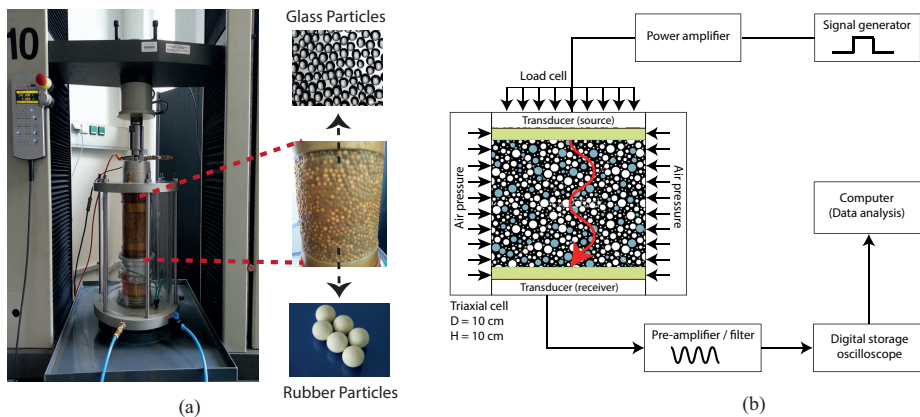 Glass Particles
10
Rubber Particles
(a)
Signal generator
Power amplifier
Load cell
Transducer (source)
Air pressure
Air pressure
Transducer (receiver)
Triaxial cell
D = 10 cm
H = 10 cm
Computer
(Data analysis)
Pre-amplifier / filter
Digital storage
oscilloscope
(b)